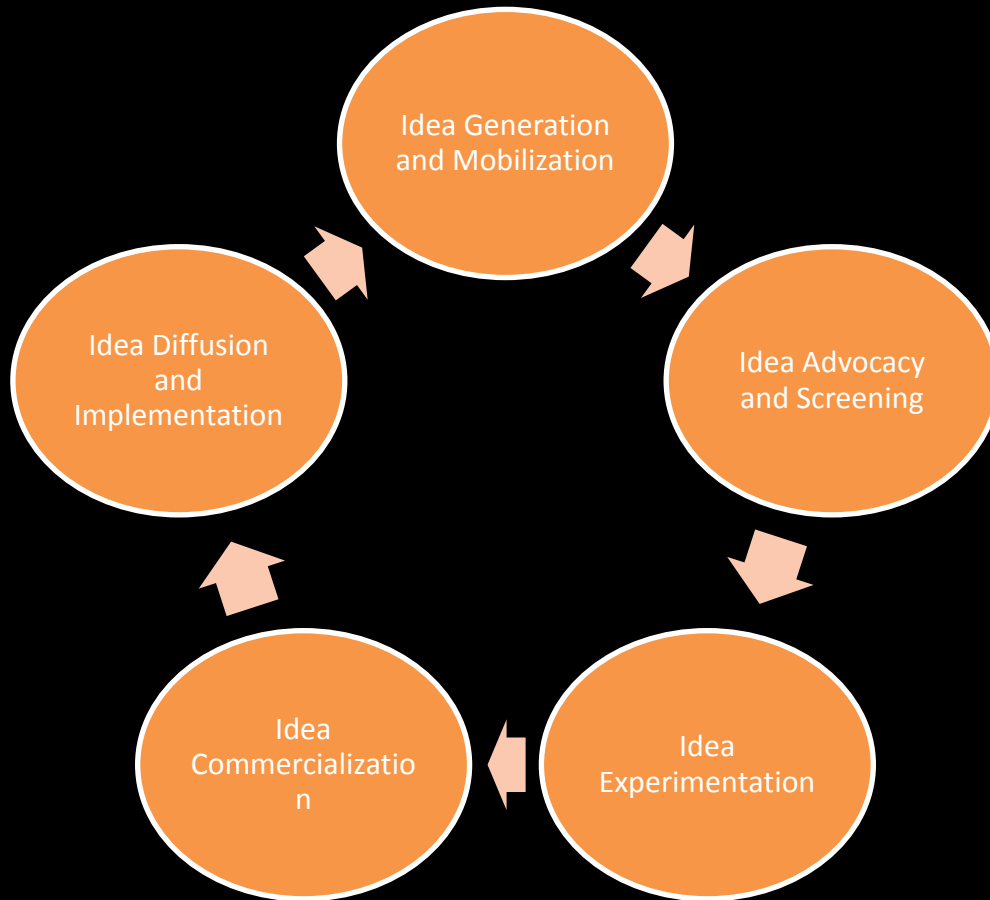 Idea Generation
and Mobilization
Idea Advocacy
and Screening
Idea
Experimentation
Idea
Commercializatio
n
Idea Diffusion
and
Implementation